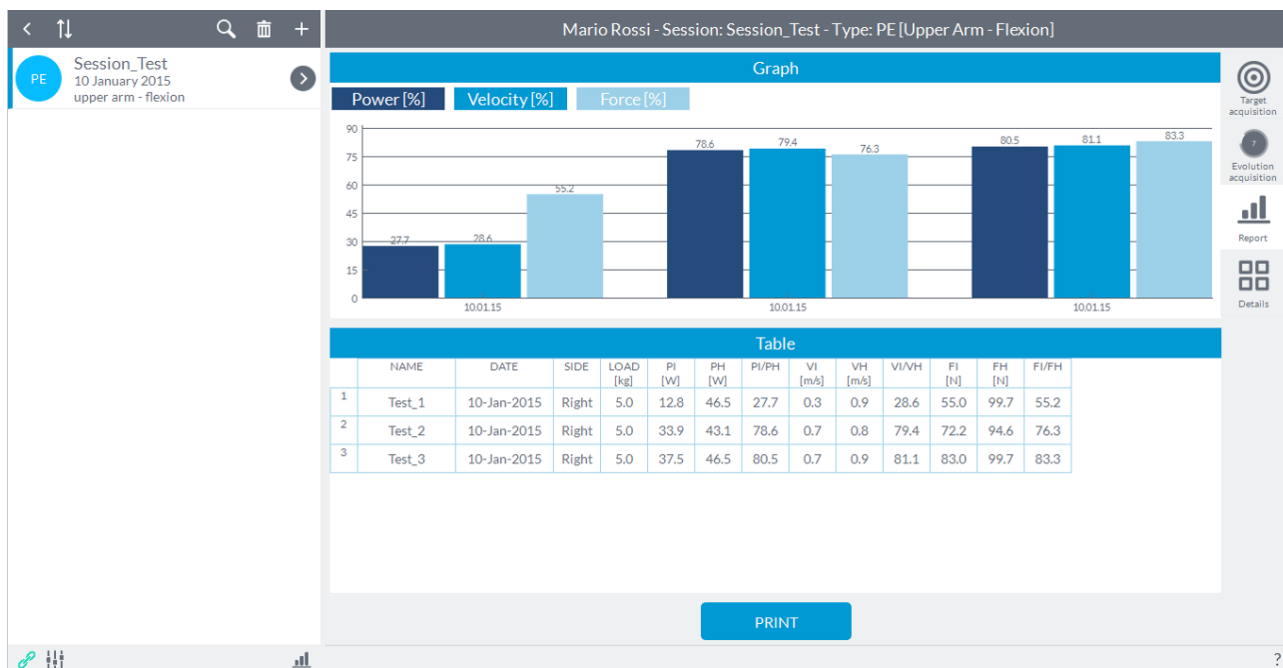 Mario Rossi - Session: Session_Test - Type: PE [Upper Arm - Flexion]
PE
Session_Test
10 January 2015
upper arm - flexion
Graph
Power [%] Velocity [%] Force [%]
90
75
60
45
30
15
0
27.7 28.6 55.2 78.6 79.4 76.3 80.5 81.1 83.3
10.01.15 10.01.15 10.01.15
Table
NAME DATE SIDE LOAD [kg] PI [W] PH [W] PI/PH VI [m/s] VH [m/s] VI/VH FI [N] FH [N] FI/FH
1 Test_1 10-Jan-2015 Right 5.0 12.8 46.5 27.7 0.3 0.9 28.6 55.0 99.7 55.2
2 Test_2 10-Jan-2015 Right 5.0 33.9 43.1 78.6 0.7 0.8 79.4 72.2 94.6 76.3
3 Test_3 10-Jan-2015 Right 5.0 37.5 46.5 80.5 0.7 0.9 81.1 83.0 99.7 83.3
PRINT
Target
acquisition
7
Evolution
acquisition
Report
Details
?